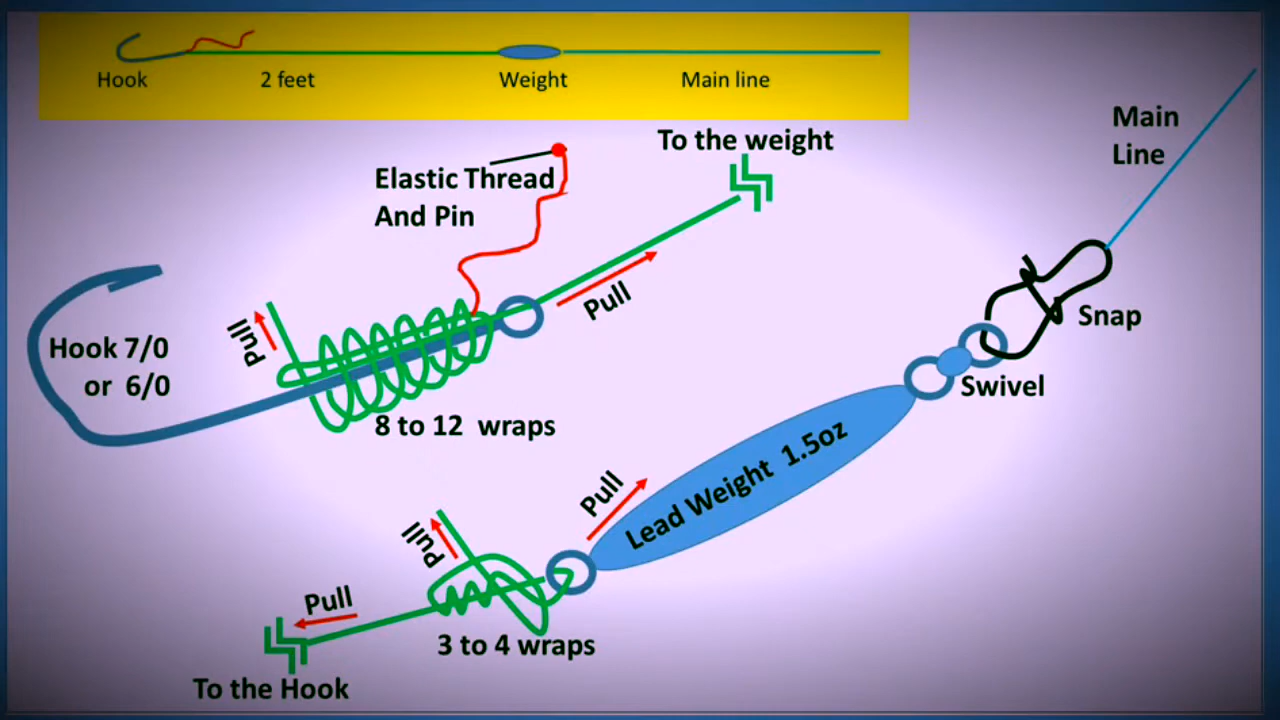 Hook
2 feet
Weight
Main line
To the weight
Main
Line
Elastic Thread
And Pin
Pull
Pull
Snap
Hook 7/0
or 6/0
Swivel
8 to 12 wraps
Lead Weight 1.5oz
Pull
Pull
Pull
3 to 4 wraps
To the Hook